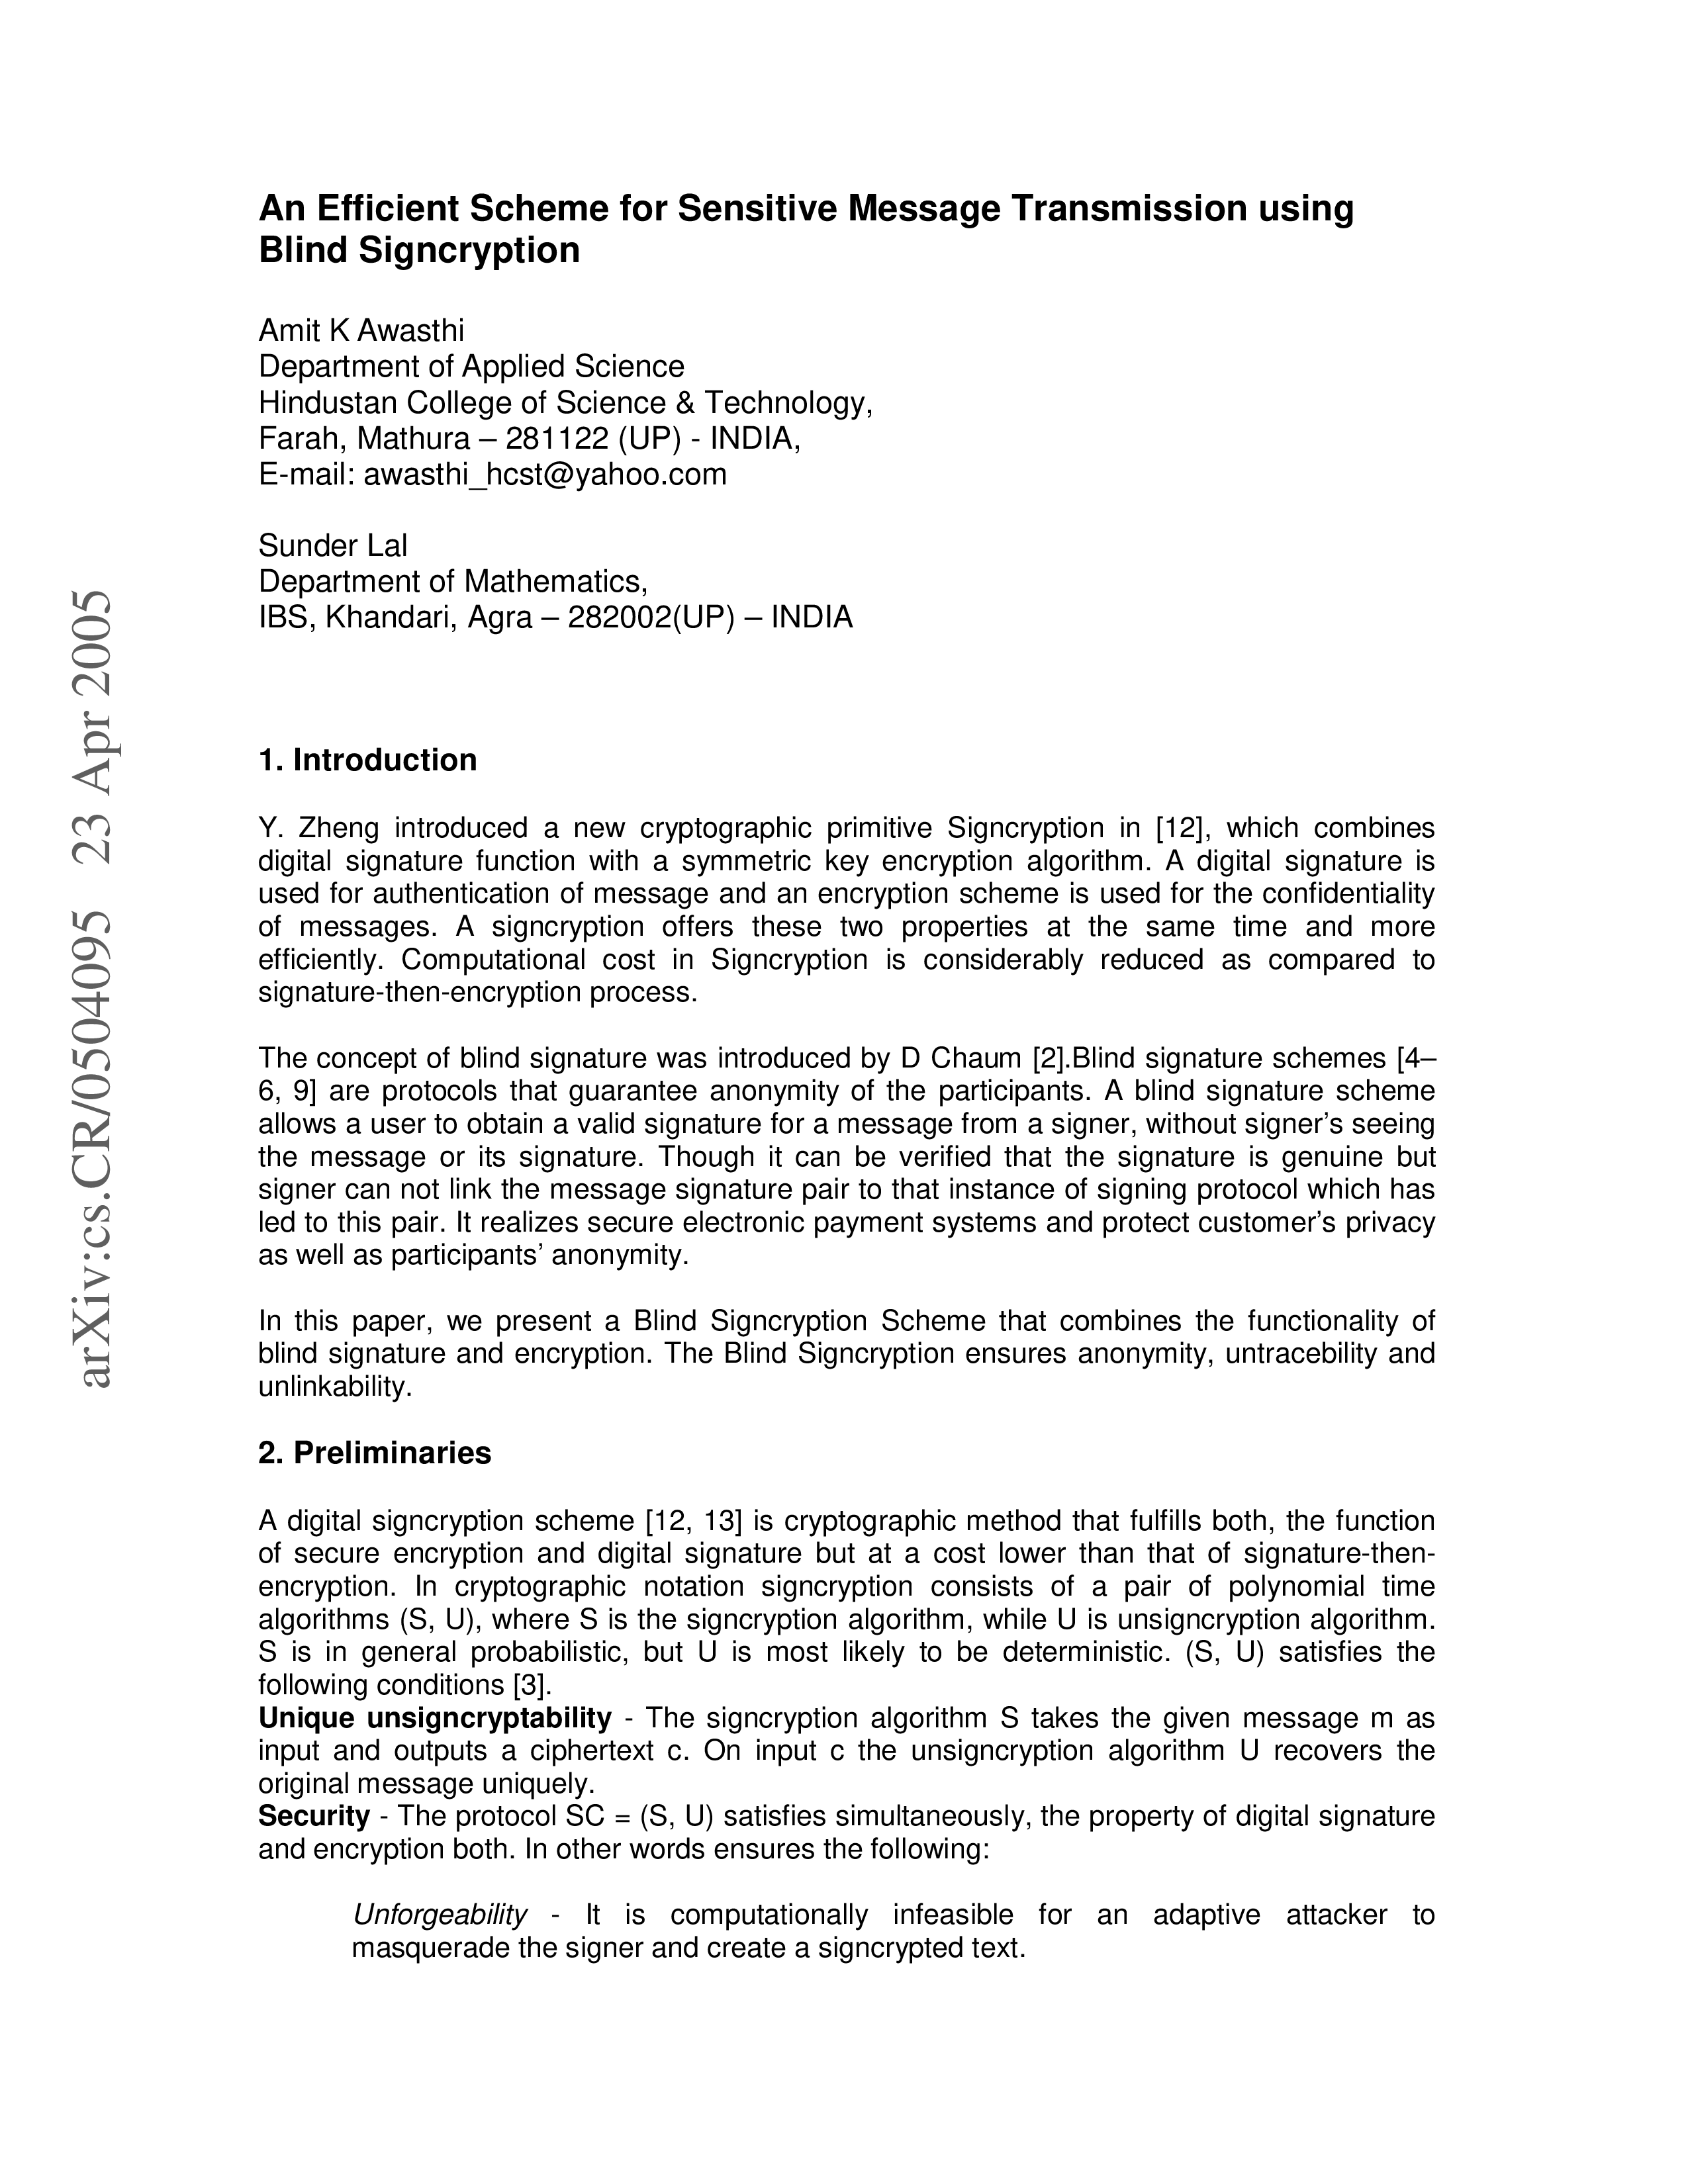 An Efficient Scheme for Sensitive Message Transmission using
Blind Signcryption
Amit K Awasthi
Department of Applied Science
Hindustan College of Science & Technology,
Farah, Mathura – 281122 (UP) - INDIA,
E-mail: awasthi_hcst@yahoo.com
Sunder Lal
Department of Mathematics,
IBS, Khandari, Agra – 282002(UP) – INDIA
arXiv:cs.CR/0504095 23 Apr 2005
1. Introduction
Y. Zheng introduced a new cryptographic primitive Signcryption in [12], which combines
digital signature function with a symmetric key encryption algorithm. A digital signature is
used for authentication of message and an encryption scheme is used for the confidentiality
of messages. A signcryption offers these two properties at the same time and more
efficiently. Computational cost in Signcryption is considerably reduced as compared to
signature-then-encryption process.
The concept of blind signature was introduced by D Chaum [2].Blind signature schemes [4–
6, 9] are protocols that guarantee anonymity of the participants. A blind signature scheme
allows a user to obtain a valid signature for a message from a signer, without signer’s seeing
the message or its signature. Though it can be verified that the signature is genuine but
signer can not link the message signature pair to that instance of signing protocol which has
led to this pair. It realizes secure electronic payment systems and protect customer’s privacy
as well as participants’ anonymity.
In this paper, we present a Blind Signcryption Scheme that combines the functionality of
blind signature and encryption. The Blind Signcryption ensures anonymity, untracebility and
unlinkability.
2. Preliminaries
A digital signcryption scheme [12, 13] is cryptographic method that fulfills both, the function
of secure encryption and digital signature but at a cost lower than that of signature-then-
encryption. In cryptographic notation signcryption consists of a pair of polynomial time
algorithms (S, U), where S is the signcryption algorithm, while U is unsigncryption algorithm.
S is in general probabilistic, but U is most likely to be deterministic. (S, U) satisfies the
following conditions [3].
Unique unsigncryptability - The signcryption algorithm S takes the given message m as
input and outputs a ciphertext c. On input c the unsigncryption algorithm U recovers the
original message uniquely.
Security - The protocol SC = (S, U) satisfies simultaneously, the property of digital signature
and encryption both. In other words ensures the following:
Unforgeability - It is computationally infeasible for an adaptive attacker to
masquerade the signer and create a signcrypted text.